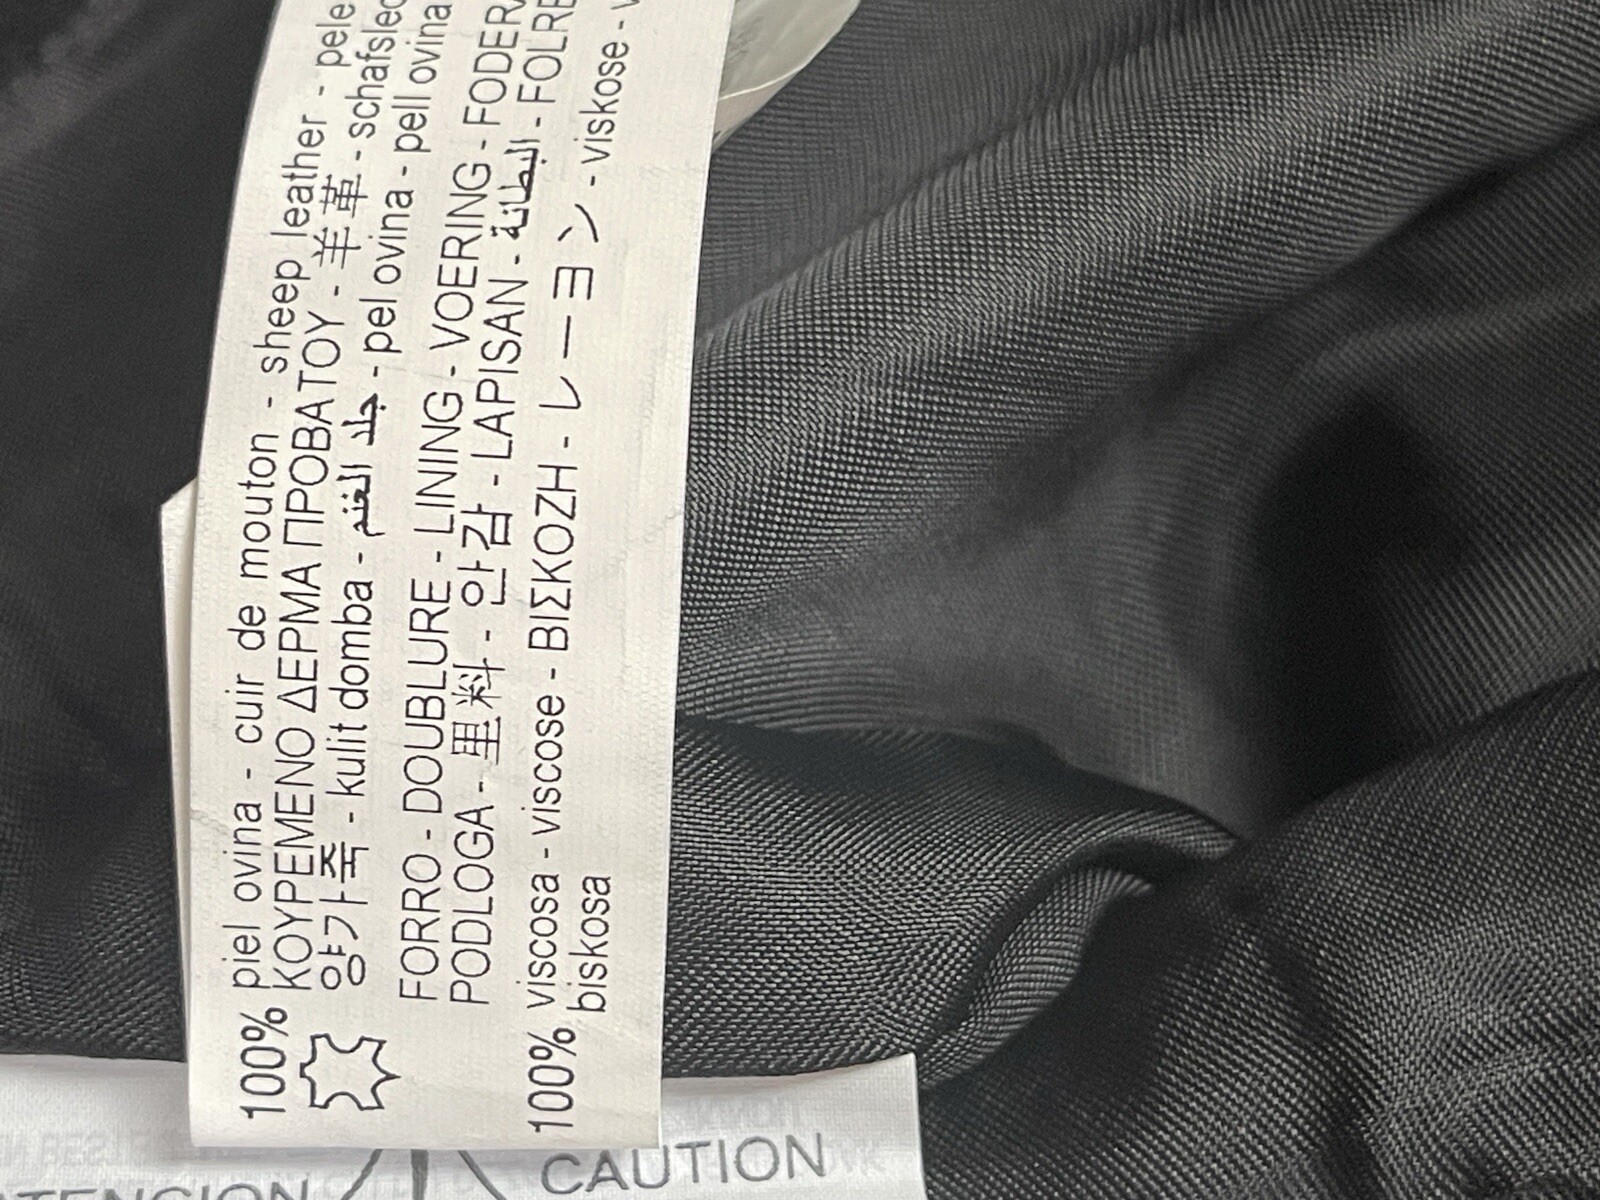 100% piel ovina - cuir de mouton - sheep leather - pele
ΚΟΥΡΕΜΕΝΟ ΔΕΡΜΑ ΠΡΟΒΑΤΟΥ - 羊革 - schafsled
양가죽 - kulit domba - جلد الغنم - pel ovina - pell ovina
FORRO - DOUBLURE - LINING - VOERING - FODERA
PODLOGA - 里料 - 안감 - LAPISAN - البطانة - FOLRE
100% viscosa - viscose - ΒΙΣΚΟΖΗ - レーヨン - viskose -
biskosa
CAUTION